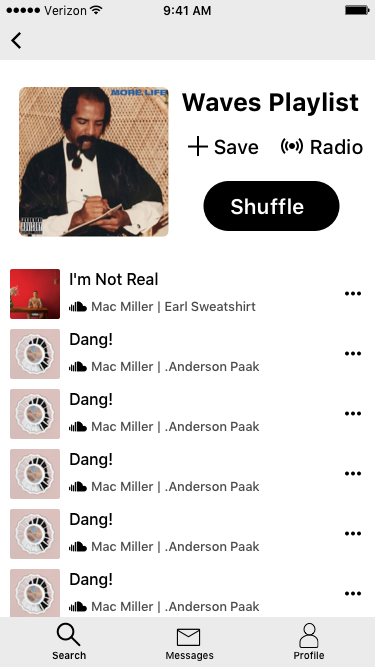 Verizon 9:41 AM
MORE LIFE
Waves Playlist
Save Radio
Shuffle
I'm Not Real
Mac Miller | Earl Sweatshirt
Dang!
Mac Miller | .Anderson Paak
Dang!
Mac Miller | .Anderson Paak
Dang!
Mac Miller | .Anderson Paak
Dang!
Mac Miller | .Anderson Paak
Dang!
Mac Miller | .Anderson Paak
Search Messages Profile